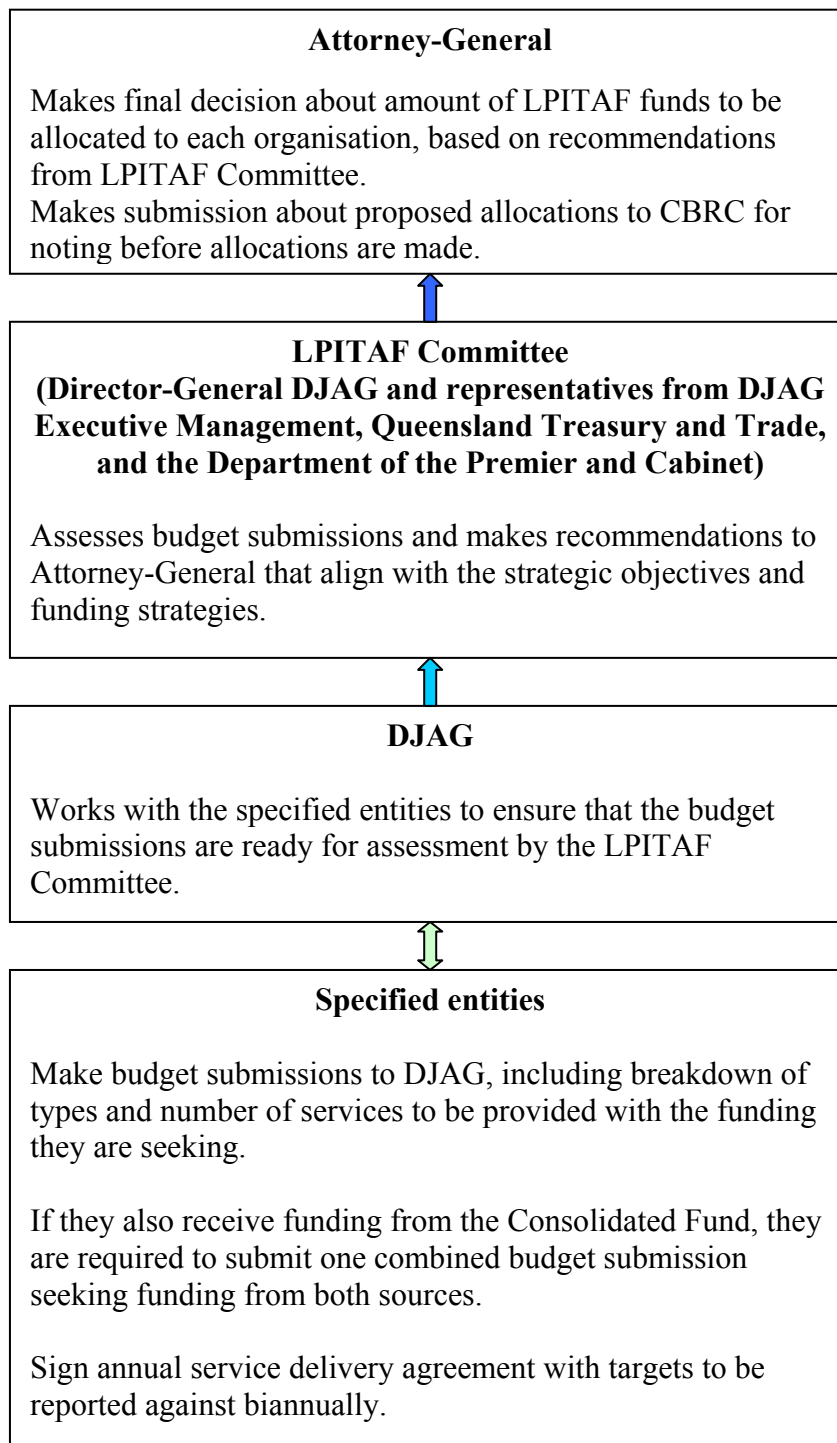 Attorney-General
Makes final decision about amount of LPITAF funds to be
allocated to each organisation, based on recommendations
from LPITAF Committee.
Makes submission about proposed allocations to CBRC for
noting before allocations are made.
LPITAF Committee
(Director-General DJAG and representatives from DJAG
Executive Management, Queensland Treasury and Trade,
and the Department of the Premier and Cabinet)
Assesses budget submissions and makes recommendations to
Attorney-General that align with the strategic objectives and
funding strategies.
DJAG
Works with the specified entities to ensure that the budget
submissions are ready for assessment by the LPITAF
Committee.
Specified entities
Make budget submissions to DJAG, including breakdown of
types and number of services to be provided with the funding
they are seeking.
If they also receive funding from the Consolidated Fund, they
are required to submit one combined budget submission
seeking funding from both sources.
Sign annual service delivery agreement with targets to be
reported against biannually.